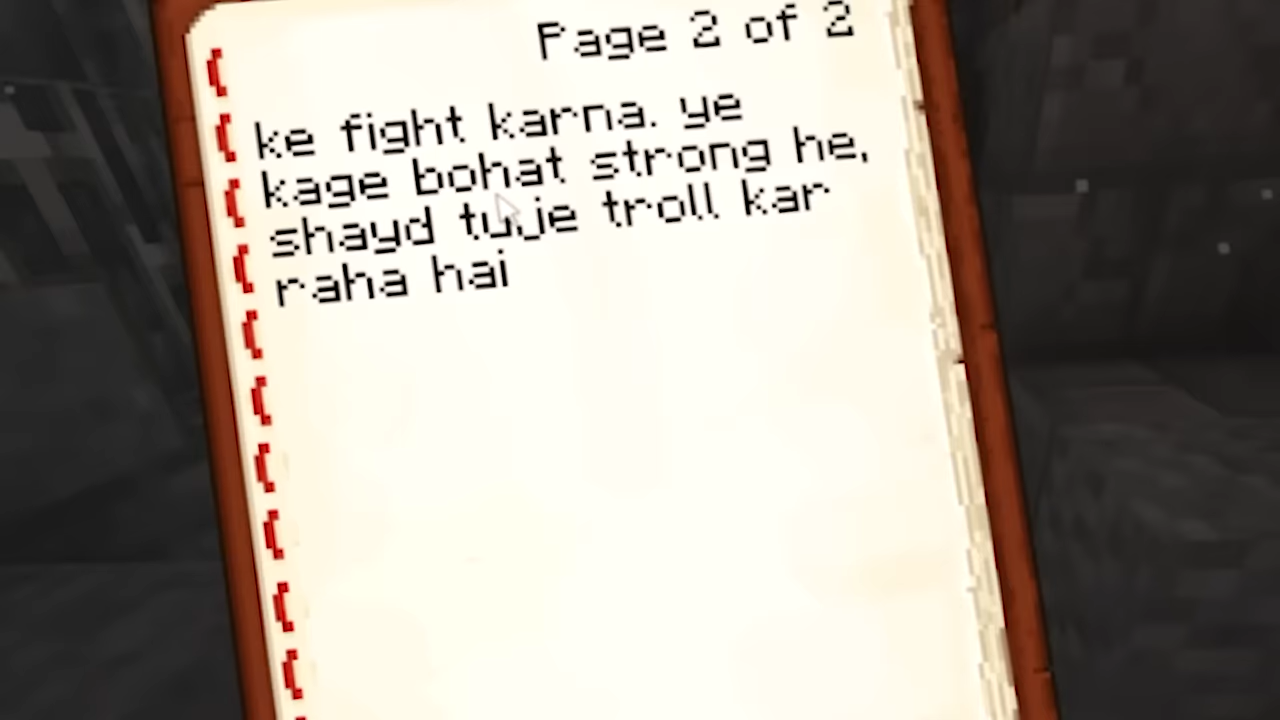 Page 2 of 2
ke fight karna. ye
kage bohat strong he,
shayd tuje troll kar
raha hai